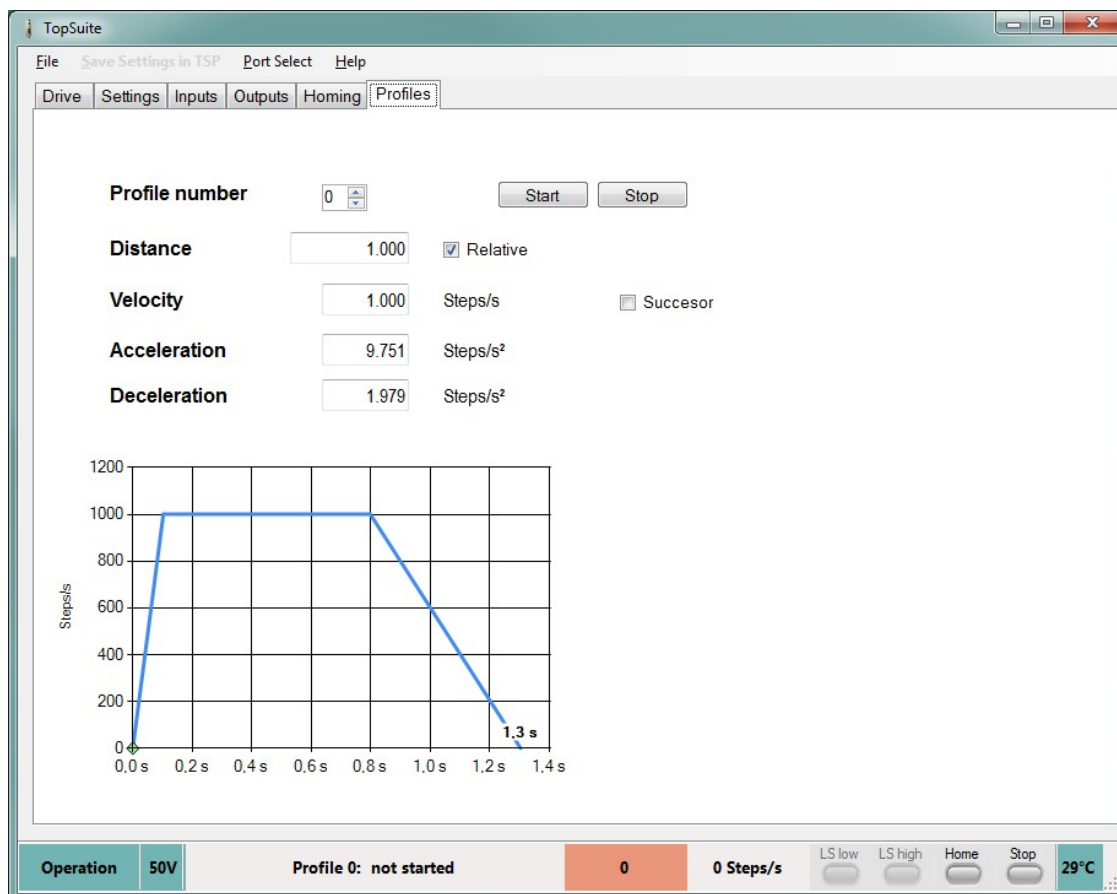 TopSuite
File Save Settings in TSP Port Select Help
Drive Settings Inputs Outputs Homing Profiles
Profile number 0 Start Stop
Distance 1.000 Relative
Velocity 1.000 Steps/s Succesor
Acceleration 9.751 Steps/s²
Deceleration 1.979 Steps/s²
1200
1000
800
600
400
200
0
Steps/s
1,3 s
0,0 s 0,2 s 0,4 s 0,6 s 0,8 s 1,0 s 1,2 s 1,4 s
Operation 50V Profile 0: not started 0 0 Steps/s LS low LS high Home Stop 29°C